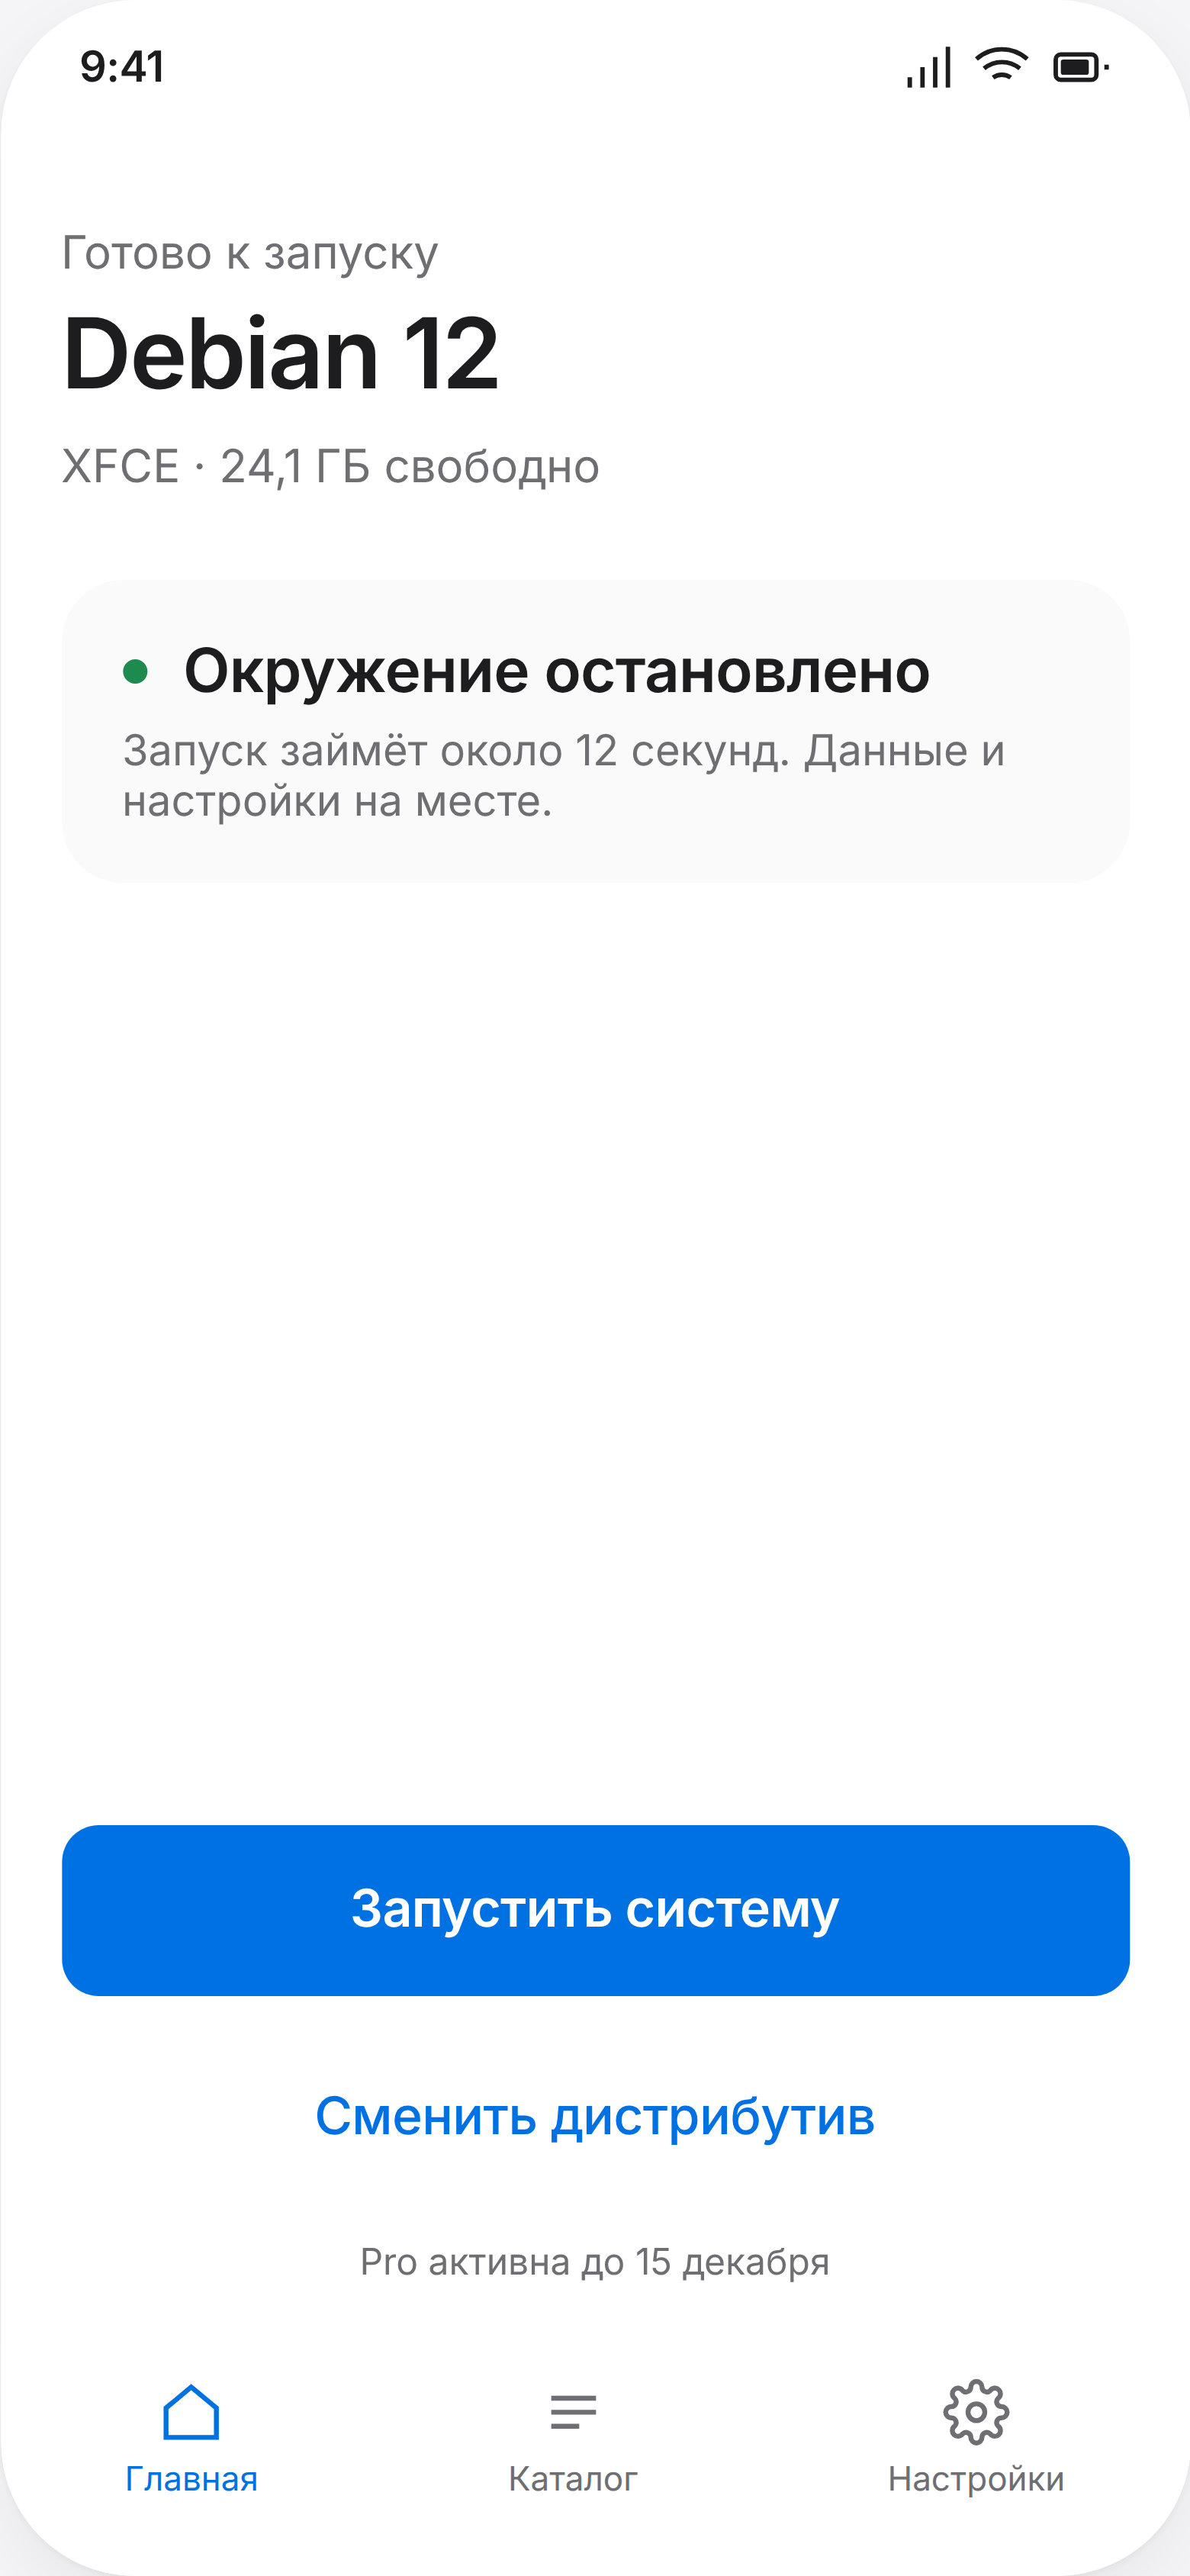 9:41
Готово к запуску
Debian 12
XFCE · 24,1 ГБ свободно
Окружение остановлено
Запуск займёт около 12 секунд. Данные и
настройки на месте.
Запустить систему
Сменить дистрибутив
Pro активна до 15 декабря
Главная
Каталог
Настройки